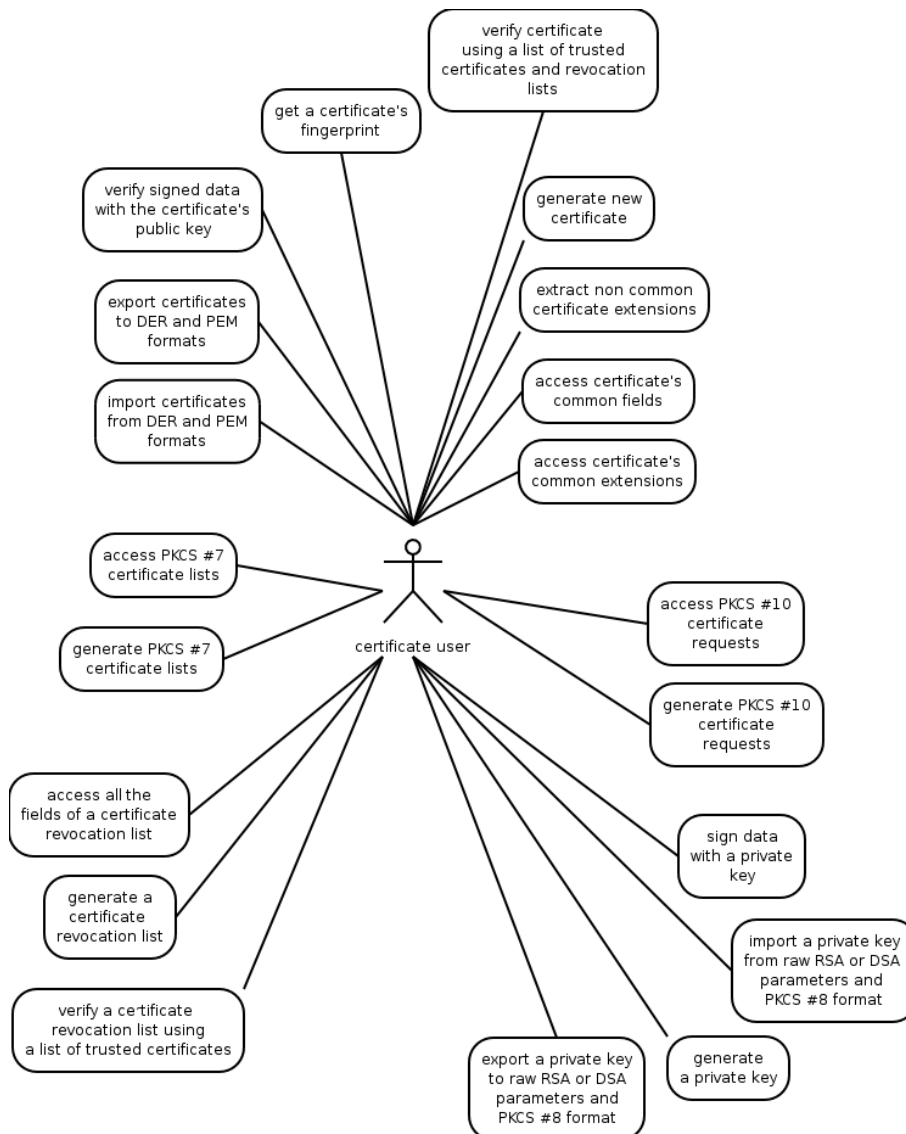 verify certificate
using a list of trusted
certificates and revocation
lists
get a certificate's
fingerprint
verify signed data
with the certificate's
public key
generate new
certificate
export certificates
to DER and PEM
formats
extract non common
certificate extensions
import certificates
from DER and PEM
formats
access certificate's
common fields
access certificate's
common extensions
access PKCS #7
certificate lists
generate PKCS #7
certificate lists
certificate user
access PKCS #10
certificate
requests
generate PKCS #10
certificate
requests
access all the
fields of a certificate
revocation list
generate a
certificate
revocation list
verify a certificate
revocation list using
a list of trusted certificates
sign data
with a private
key
import a private key
from raw RSA or DSA
parameters and
PKCS #8 format
generate
a private key
export a private key
to raw RSA or DSA
parameters and
PKCS #8 format